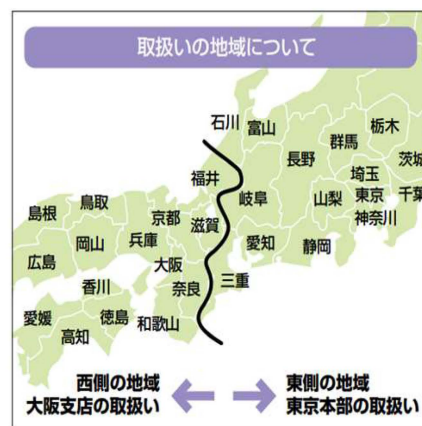 取扱いの地域について
石川
富山
栃木
群馬
長野
茨城
福井
埼玉
岐阜
山梨
東京
千葉
鳥取
京都
滋賀
神奈川
島根
兵庫
愛知
静岡
岡山
広島
大阪
三重
香川
奈良
愛媛
徳島
和歌山
高知
西側の地域
大阪支店の取扱い
東側の地域
東京本部の取扱い